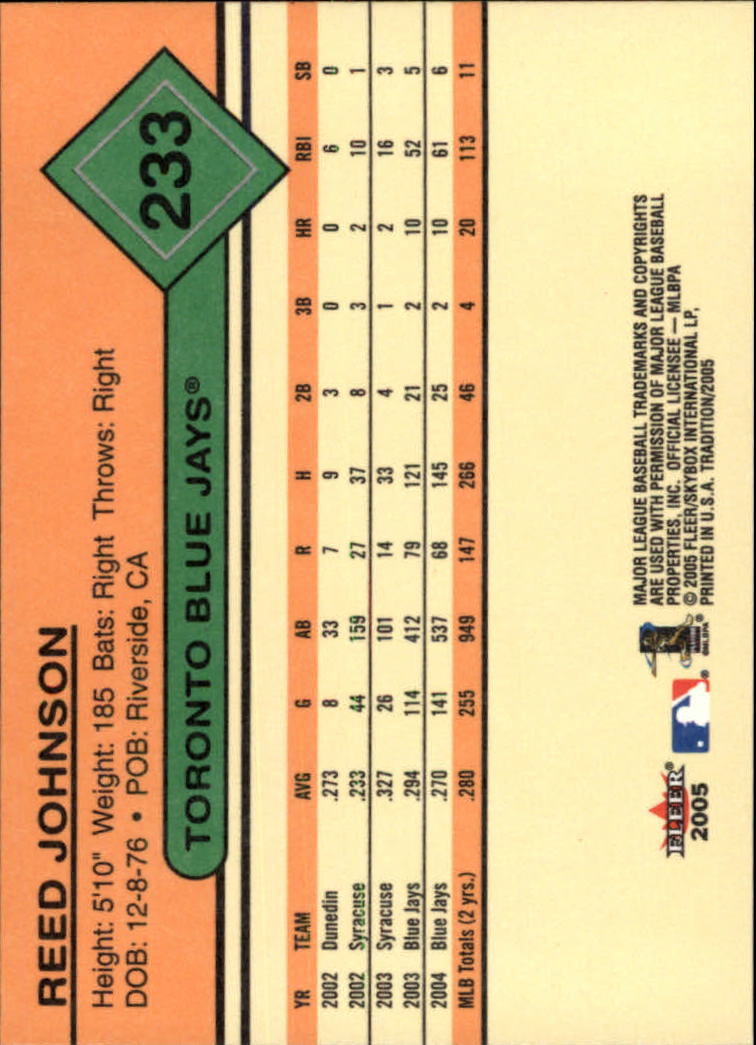 REED JOHNSON
Height: 5'10" Weight: 185 Bats: Right Throws: Right
DOB: 12-8-76 • POB: Riverside, CA
233
TORONTO BLUE JAYS®
YR TEAM AVG G AB R H 2B 3B HR RBI SB
2002 Dunedin .273 8 33 7 9 3 0 0 6 0
2002 Syracuse .233 44 159 27 37 8 3 2 10 1
2003 Syracuse .327 26 101 14 33 4 1 2 16 3
2003 Blue Jays .294 114 412 79 121 21 2 10 52 5
2004 Blue Jays .270 141 537 68 145 25 2 10 61 6
MLB Totals (2 yrs.) .280 255 949 147 266 46 4 20 113 11
FLEER®
2005
®
®
©MLBPA
MAJOR LEAGUE BASEBALL TRADEMARKS AND COPYRIGHTS
ARE USED WITH PERMISSION OF MAJOR LEAGUE BASEBALL
PROPERTIES, INC. OFFICIAL LICENSEE — MLBPA
© 2005 FLEER/SKYBOX INTERNATIONAL LP,
PRINTED IN U.S.A. TRADITION/2005